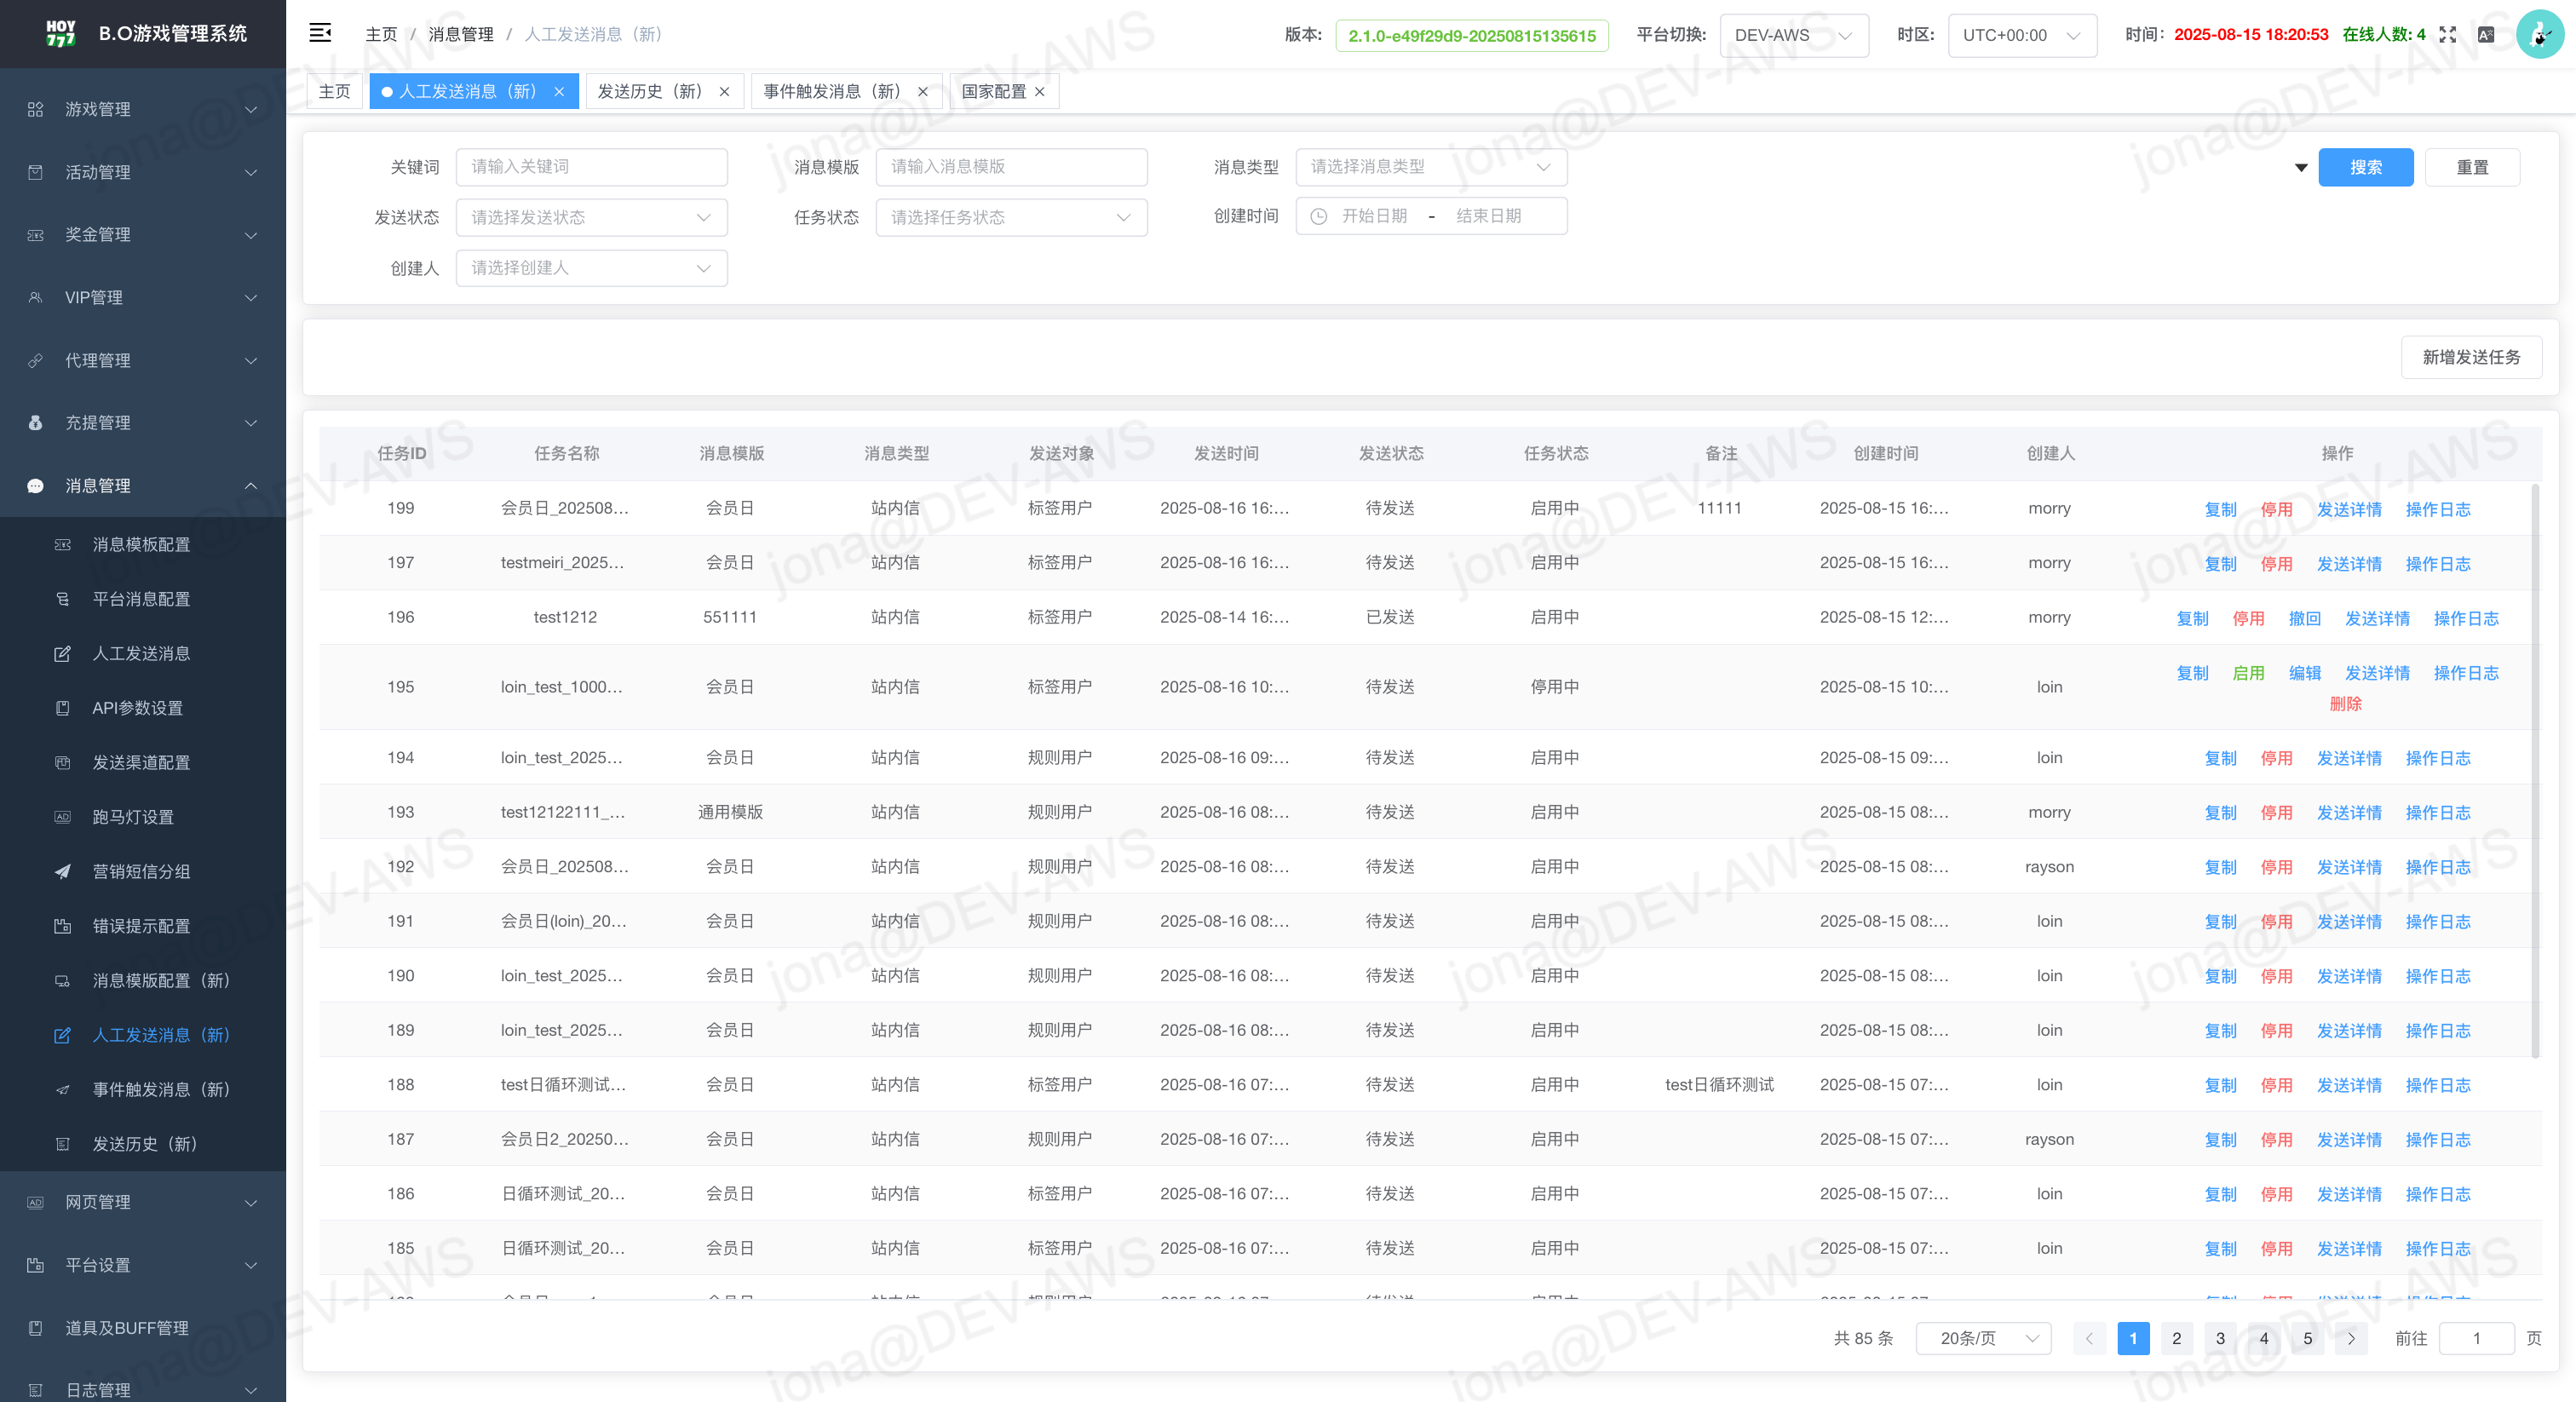 HOY
777
B.O游戏管理系统
主页 / 消息管理 / 人工发送消息（新）
版本: 2.1.0-e49f29d9-20250815135615 平台切换: DEV-AWS 时区: UTC+00:00 时间: 2025-08-15 18:20:53 在线人数: 4
主页 人工发送消息（新） 发送历史（新） 事件触发消息（新） 国家配置
游戏管理
活动管理
奖金管理
VIP管理
代理管理
充提管理
消息管理
消息模板配置
平台消息配置
人工发送消息
API参数设置
发送渠道配置
跑马灯设置
营销短信分组
错误提示配置
消息模版配置（新）
人工发送消息（新）
事件触发消息（新）
发送历史（新）
网页管理
平台设置
道具及BUFF管理
日志管理
关键词 请输入关键词 消息模版 请输入消息模版 消息类型 请选择消息类型 搜索 重置
发送状态 请选择发送状态 任务状态 请选择任务状态 创建时间 开始日期 - 结束日期
创建人 请选择创建人
新增发送任务
任务ID 任务名称 消息模版 消息类型 发送对象 发送时间 发送状态 任务状态 备注 创建时间 创建人 操作
199 会员日_202508... 会员日 站内信 标签用户 2025-08-16 16:... 待发送 启用中 11111 2025-08-15 16:... morry 复制 停用 发送详情 操作日志
197 testmeiri_2025... 会员日 站内信 标签用户 2025-08-16 16:... 待发送 启用中 2025-08-15 16:... morry 复制 停用 发送详情 操作日志
196 test1212 551111 站内信 标签用户 2025-08-14 16:... 已发送 启用中 2025-08-15 12:... morry 复制 停用 撤回 发送详情 操作日志
195 loin_test_1000... 会员日 站内信 标签用户 2025-08-16 10:... 待发送 停用中 2025-08-15 10:... loin 复制 启用 编辑 发送详情 操作日志
删除
194 loin_test_2025... 会员日 站内信 规则用户 2025-08-16 09:... 待发送 启用中 2025-08-15 09:... loin 复制 停用 发送详情 操作日志
193 test12122111_... 通用模版 站内信 规则用户 2025-08-16 08:... 待发送 启用中 2025-08-15 08:... morry 复制 停用 发送详情 操作日志
192 会员日_202508... 会员日 站内信 规则用户 2025-08-16 08:... 待发送 启用中 2025-08-15 08:... rayson 复制 停用 发送详情 操作日志
191 会员日(loin)_20... 会员日 站内信 规则用户 2025-08-16 08:... 待发送 启用中 2025-08-15 08:... loin 复制 停用 发送详情 操作日志
190 loin_test_2025... 会员日 站内信 规则用户 2025-08-16 08:... 待发送 启用中 2025-08-15 08:... loin 复制 停用 发送详情 操作日志
189 loin_test_2025... 会员日 站内信 规则用户 2025-08-16 08:... 待发送 启用中 2025-08-15 08:... loin 复制 停用 发送详情 操作日志
188 test日循环测试... 会员日 站内信 标签用户 2025-08-16 07:... 待发送 启用中 test日循环测试 2025-08-15 07:... loin 复制 停用 发送详情 操作日志
187 会员日2_20250... 会员日 站内信 规则用户 2025-08-16 07:... 待发送 启用中 2025-08-15 07:... rayson 复制 停用 发送详情 操作日志
186 日循环测试_20... 会员日 站内信 标签用户 2025-08-16 07:... 待发送 启用中 2025-08-15 07:... loin 复制 停用 发送详情 操作日志
185 日循环测试_20... 会员日 站内信 标签用户 2025-08-16 07:... 待发送 启用中 2025-08-15 07:... loin 复制 停用 发送详情 操作日志
共 85 条 20条/页 1 2 3 4 5 前往 1 页
jona@DEV-AWS